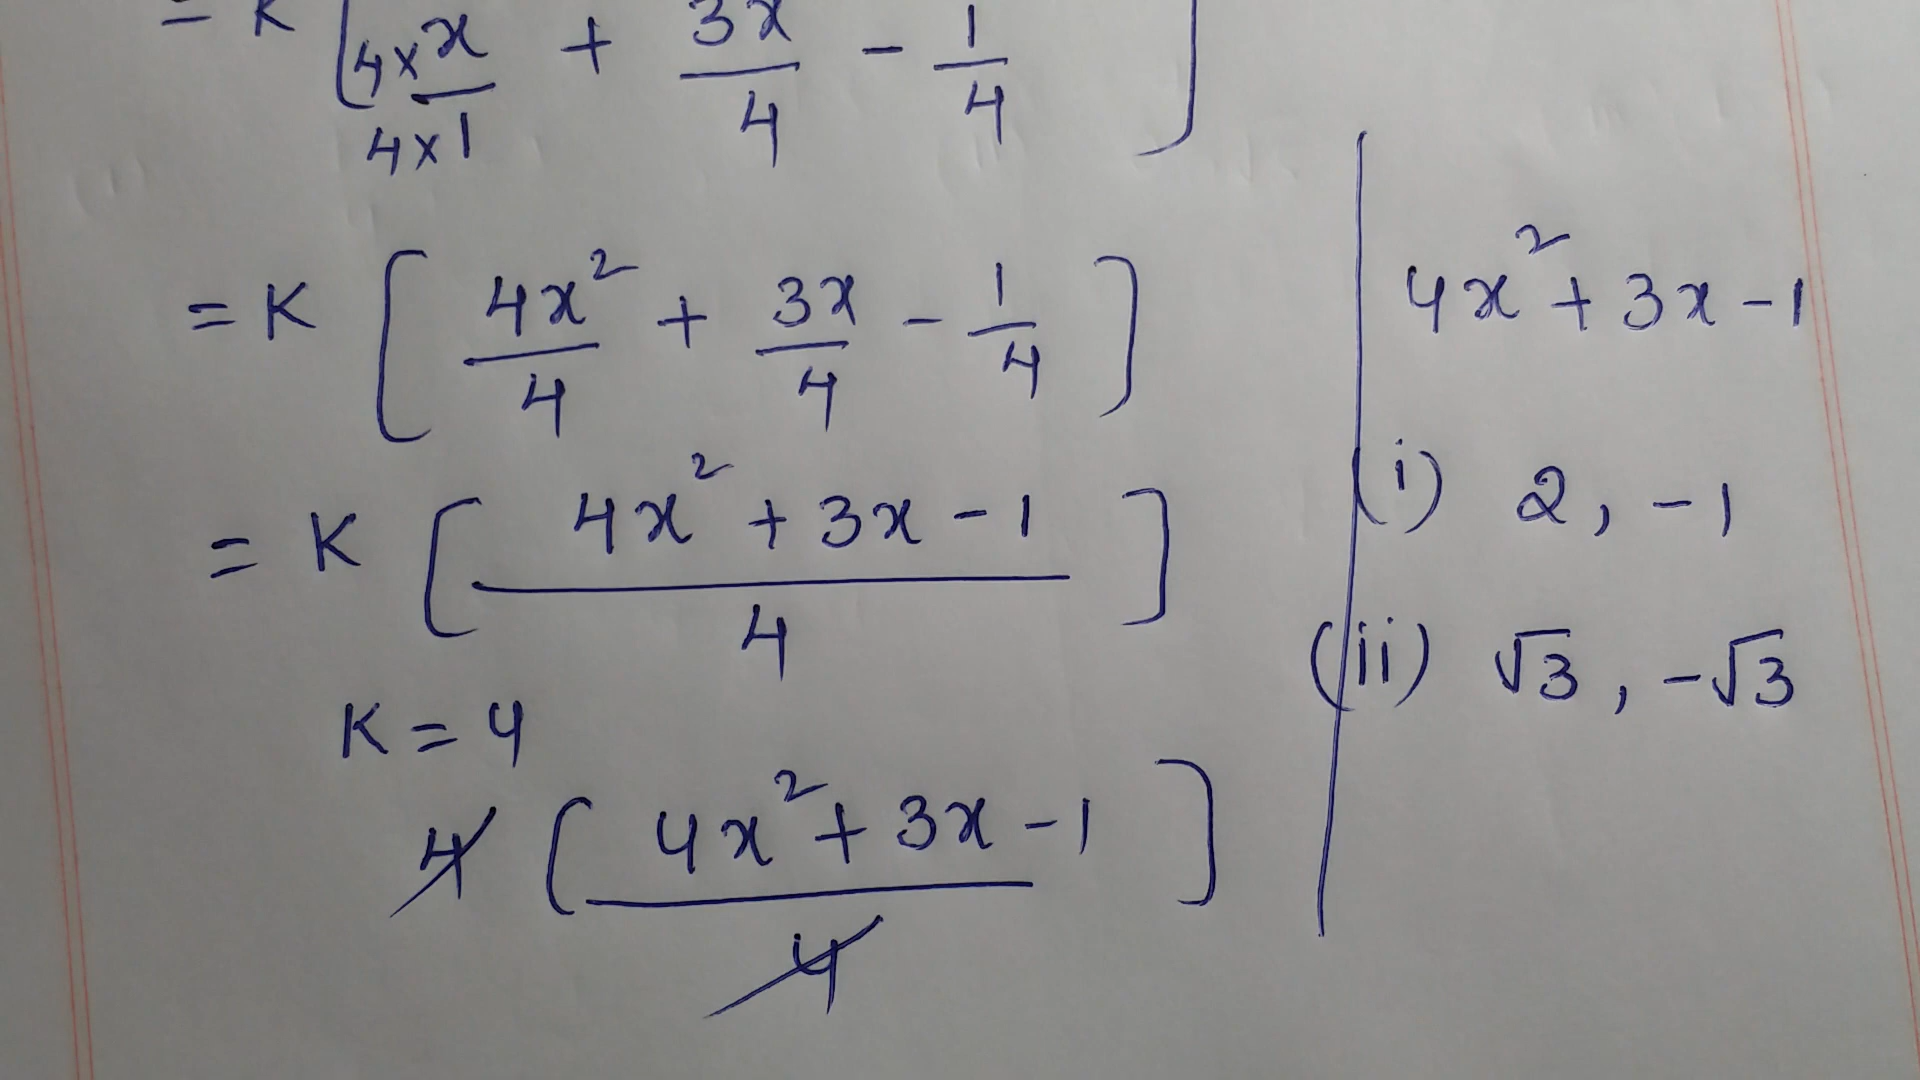 = K [ 4×x/4×1 + 3x/4 - 1/4 ]
= K [ 4x²/4 + 3x/4 - 1/4 ]
= K [ 4x² + 3x - 1 / 4 ]
K = 4
4 [ 4x² + 3x - 1 / 4 ]
4x² + 3x - 1
(i) 2, -1
(ii) √3, -√3